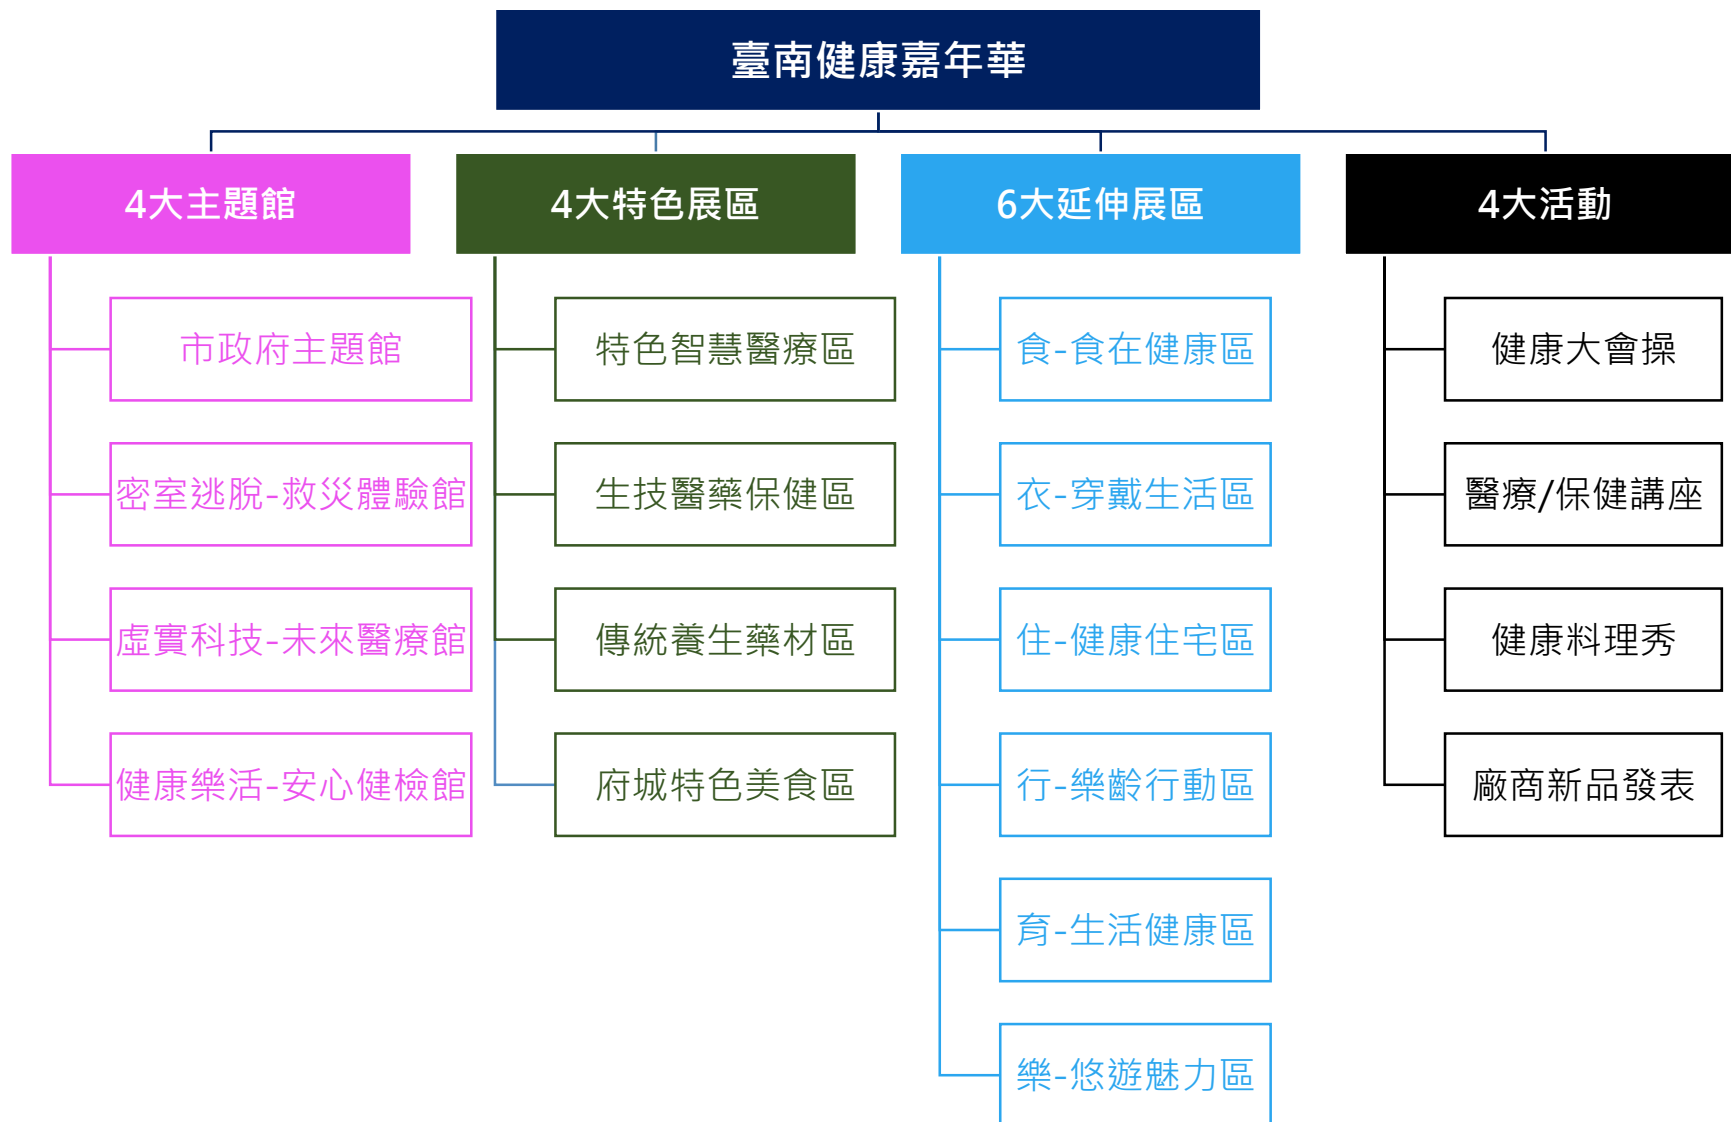 臺南健康嘉年華
4大主題館
市政府主題館
密室逃脫-救災體驗館
虛實科技-未來醫療館
健康樂活-安心健檢館
4大特色展區
特色智慧醫療區
生技醫藥保健區
傳統養生藥材區
府城特色美食區
6大延伸展區
食-食在健康區
衣-穿戴生活區
住-健康住宅區
行-樂齡行動區
育-生活健康區
樂-悠遊魅力區
4大活動
健康大會操
醫療/保健講座
健康料理秀
廠商新品發表